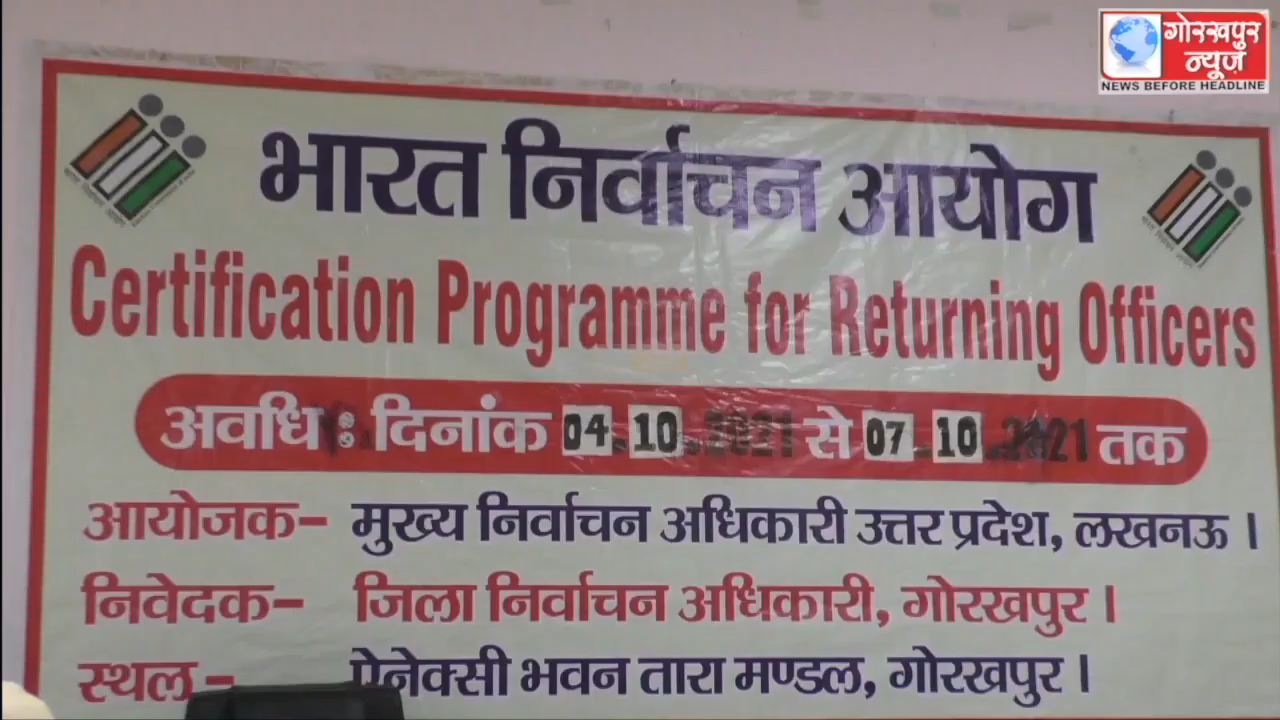 गोरखपुर
न्यूज़
NEWS BEFORE HEADLINE
भारत निर्वाचन आयोग
Certification Programme for Returning Officers
अवधि : दिनांक 04.10.2021 से 07.10.2021 तक
आयोजक- मुख्य निर्वाचन अधिकारी उत्तर प्रदेश, लखनऊ ।
निवेदक- जिला निर्वाचन अधिकारी, गोरखपुर ।
स्थल - ऐनेक्सी भवन तारा मण्डल, गोरखपुर ।